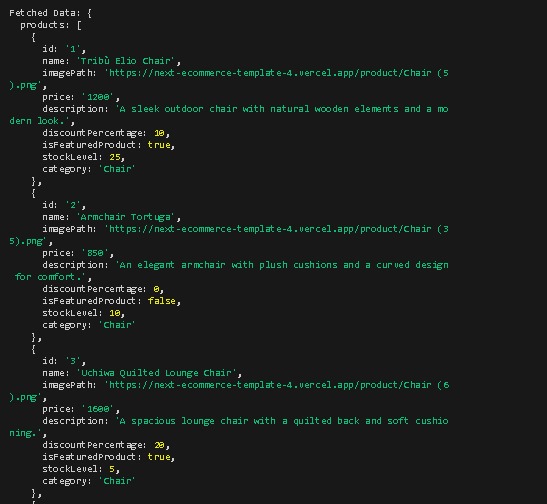 Fetched Data: {
  products: [
    {
      id: '1',
      name: 'Tribù Elio Chair',
      imagePath: 'https://next-ecommerce-template-4.vercel.app/product/Chair (5
).png',
      price: '1200',
      description: 'A sleek outdoor chair with natural wooden elements and a mo
dern look.',
      discountPercentage: 10,
      isFeaturedProduct: true,
      stockLevel: 25,
      category: 'Chair'
    },
    {
      id: '2',
      name: 'Armchair Tortuga',
      imagePath: 'https://next-ecommerce-template-4.vercel.app/product/Chair (3
5).png',
      price: '850',
      description: 'An elegant armchair with plush cushions and a curved design
 for comfort.',
      discountPercentage: 0,
      isFeaturedProduct: false,
      stockLevel: 10,
      category: 'Chair'
    },
    {
      id: '3',
      name: 'Uchiwa Quilted Lounge Chair',
      imagePath: 'https://next-ecommerce-template-4.vercel.app/product/Chair (6
).png',
      price: '1600',
      description: 'A spacious lounge chair with a quilted back and soft cushio
ning.',
      discountPercentage: 20,
      isFeaturedProduct: true,
      stockLevel: 5,
      category: 'Chair'
    },
    {